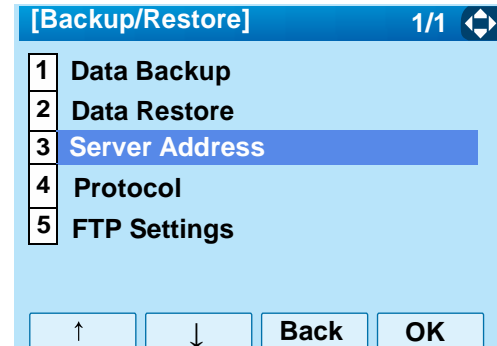 [Backup/Restore] 1/1
1 Data Backup
2 Data Restore
3 Server Address
4 Protocol
5 FTP Settings
↑ ↓ Back OK